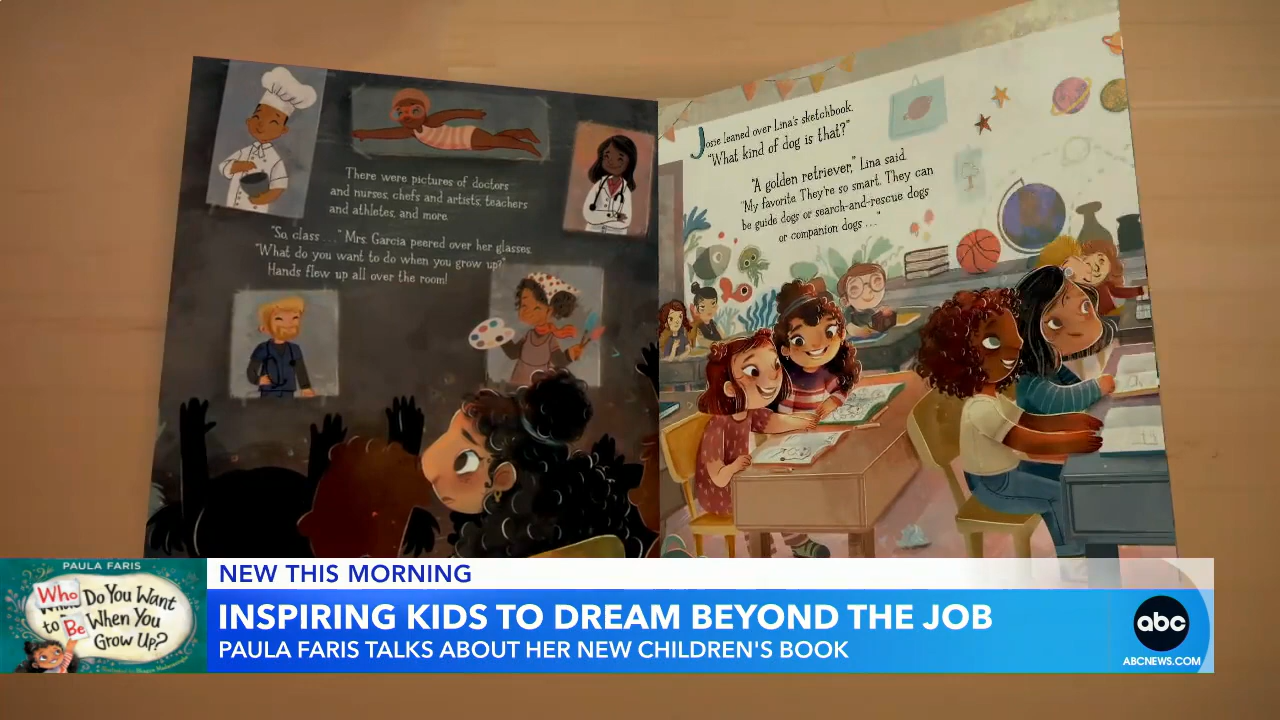 There were pictures of doctors
and nurses, chefs and artists, teachers
and athletes, and more.
"So, class . . ." Mrs. Garcia peered over her glasses.
"What do you want to do when you grow up?"
Hands flew up all over the room!
Josie leaned over Lina's sketchbook.
"What kind of dog is that?"
"A golden retriever," Lina said.
"My favorite. They're so smart. They can
be guide dogs or search-and-rescue dogs
or companion dogs . . ."
PAULA FARIS
Who Do You Want
to Be When You
Grow Up?
NEW THIS MORNING
INSPIRING KIDS TO DREAM BEYOND THE JOB
PAULA FARIS TALKS ABOUT HER NEW CHILDREN'S BOOK
abc
ABCNEWS.COM